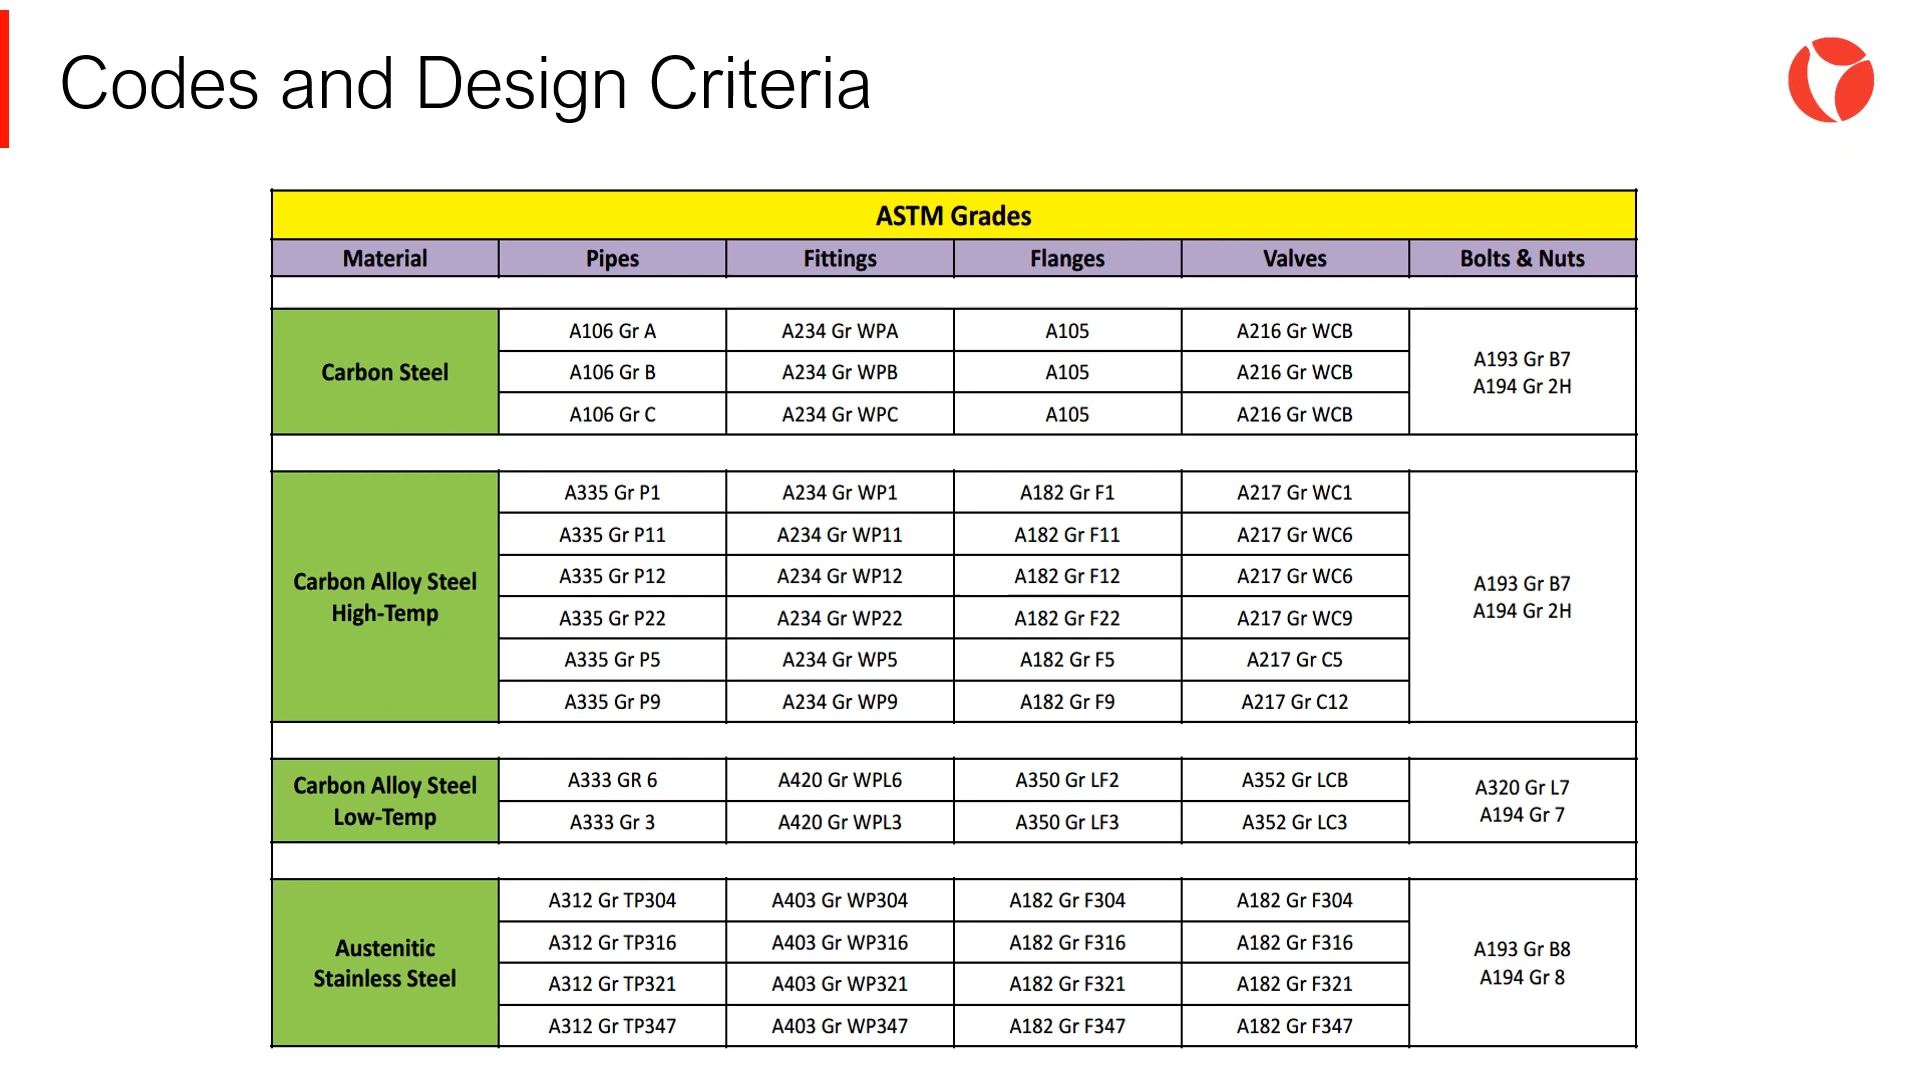 Codes and Design Criteria
ASTM Grades
Material Pipes Fittings Flanges Valves Bolts & Nuts
Carbon Steel
A106 Gr A A234 Gr WPA A105 A216 Gr WCB
A106 Gr B A234 Gr WPB A105 A216 Gr WCB
A106 Gr C A234 Gr WPC A105 A216 Gr WCB
A193 Gr B7
A194 Gr 2H
Carbon Alloy Steel
High-Temp
A335 Gr P1 A234 Gr WP1 A182 Gr F1 A217 Gr WC1
A335 Gr P11 A234 Gr WP11 A182 Gr F11 A217 Gr WC6
A335 Gr P12 A234 Gr WP12 A182 Gr F12 A217 Gr WC6
A335 Gr P22 A234 Gr WP22 A182 Gr F22 A217 Gr WC9
A335 Gr P5 A234 Gr WP5 A182 Gr F5 A217 Gr C5
A335 Gr P9 A234 Gr WP9 A182 Gr F9 A217 Gr C12
A193 Gr B7
A194 Gr 2H
Carbon Alloy Steel
Low-Temp
A333 GR 6 A420 Gr WPL6 A350 Gr LF2 A352 Gr LCB
A333 Gr 3 A420 Gr WPL3 A350 Gr LF3 A352 Gr LC3
A320 Gr L7
A194 Gr 7
Austenitic
Stainless Steel
A312 Gr TP304 A403 Gr WP304 A182 Gr F304 A182 Gr F304
A312 Gr TP316 A403 Gr WP316 A182 Gr F316 A182 Gr F316
A312 Gr TP321 A403 Gr WP321 A182 Gr F321 A182 Gr F321
A312 Gr TP347 A403 Gr WP347 A182 Gr F347 A182 Gr F347
A193 Gr B8
A194 Gr 8